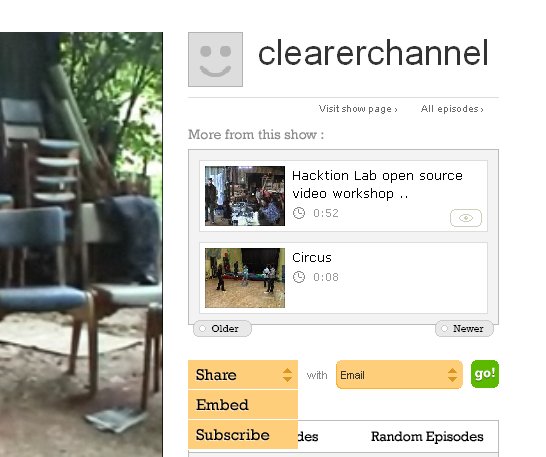 clearerchannel
Visit show page ›
All episodes ›
More from this show :
Hacktion Lab open source
video workshop ..
0:52
Circus
0:08
Older
Newer
Share
with
Email
go!
Embed
Subscribe
des
Random Episodes